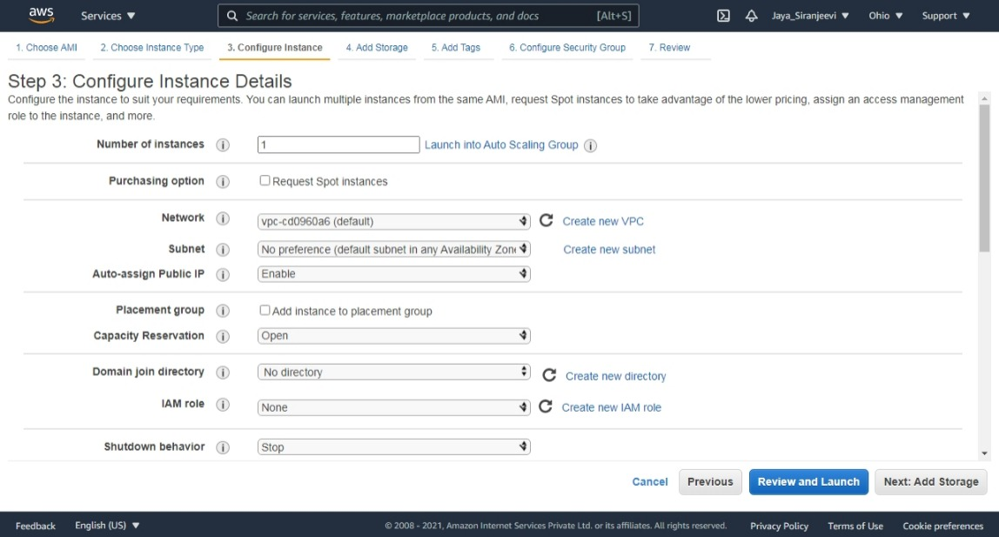 aws Services Search for services, features, marketplace products, and docs [Alt+S] Jaya_Siranjeevi Ohio Support
1. Choose AMI 2. Choose Instance Type 3. Configure Instance 4. Add Storage 5. Add Tags 6. Configure Security Group 7. Review
Step 3: Configure Instance Details
Configure the instance to suit your requirements. You can launch multiple instances from the same AMI, request Spot instances to take advantage of the lower pricing, assign an access management
role to the instance, and more.
Number of instances i 1 Launch into Auto Scaling Group i
Purchasing option i Request Spot instances
Network i vpc-cd0960a6 (default) Create new VPC
Subnet i No preference (default subnet in any Availability Zone Create new subnet
Auto-assign Public IP i Enable
Placement group i Add instance to placement group
Capacity Reservation i Open
Domain join directory i No directory Create new directory
IAM role i None Create new IAM role
Shutdown behavior i Stop
Cancel Previous Review and Launch Next: Add Storage
Feedback English (US) © 2008 - 2021, Amazon Internet Services Private Ltd. or its affiliates. All rights reserved. Privacy Policy Terms of Use Cookie preferences